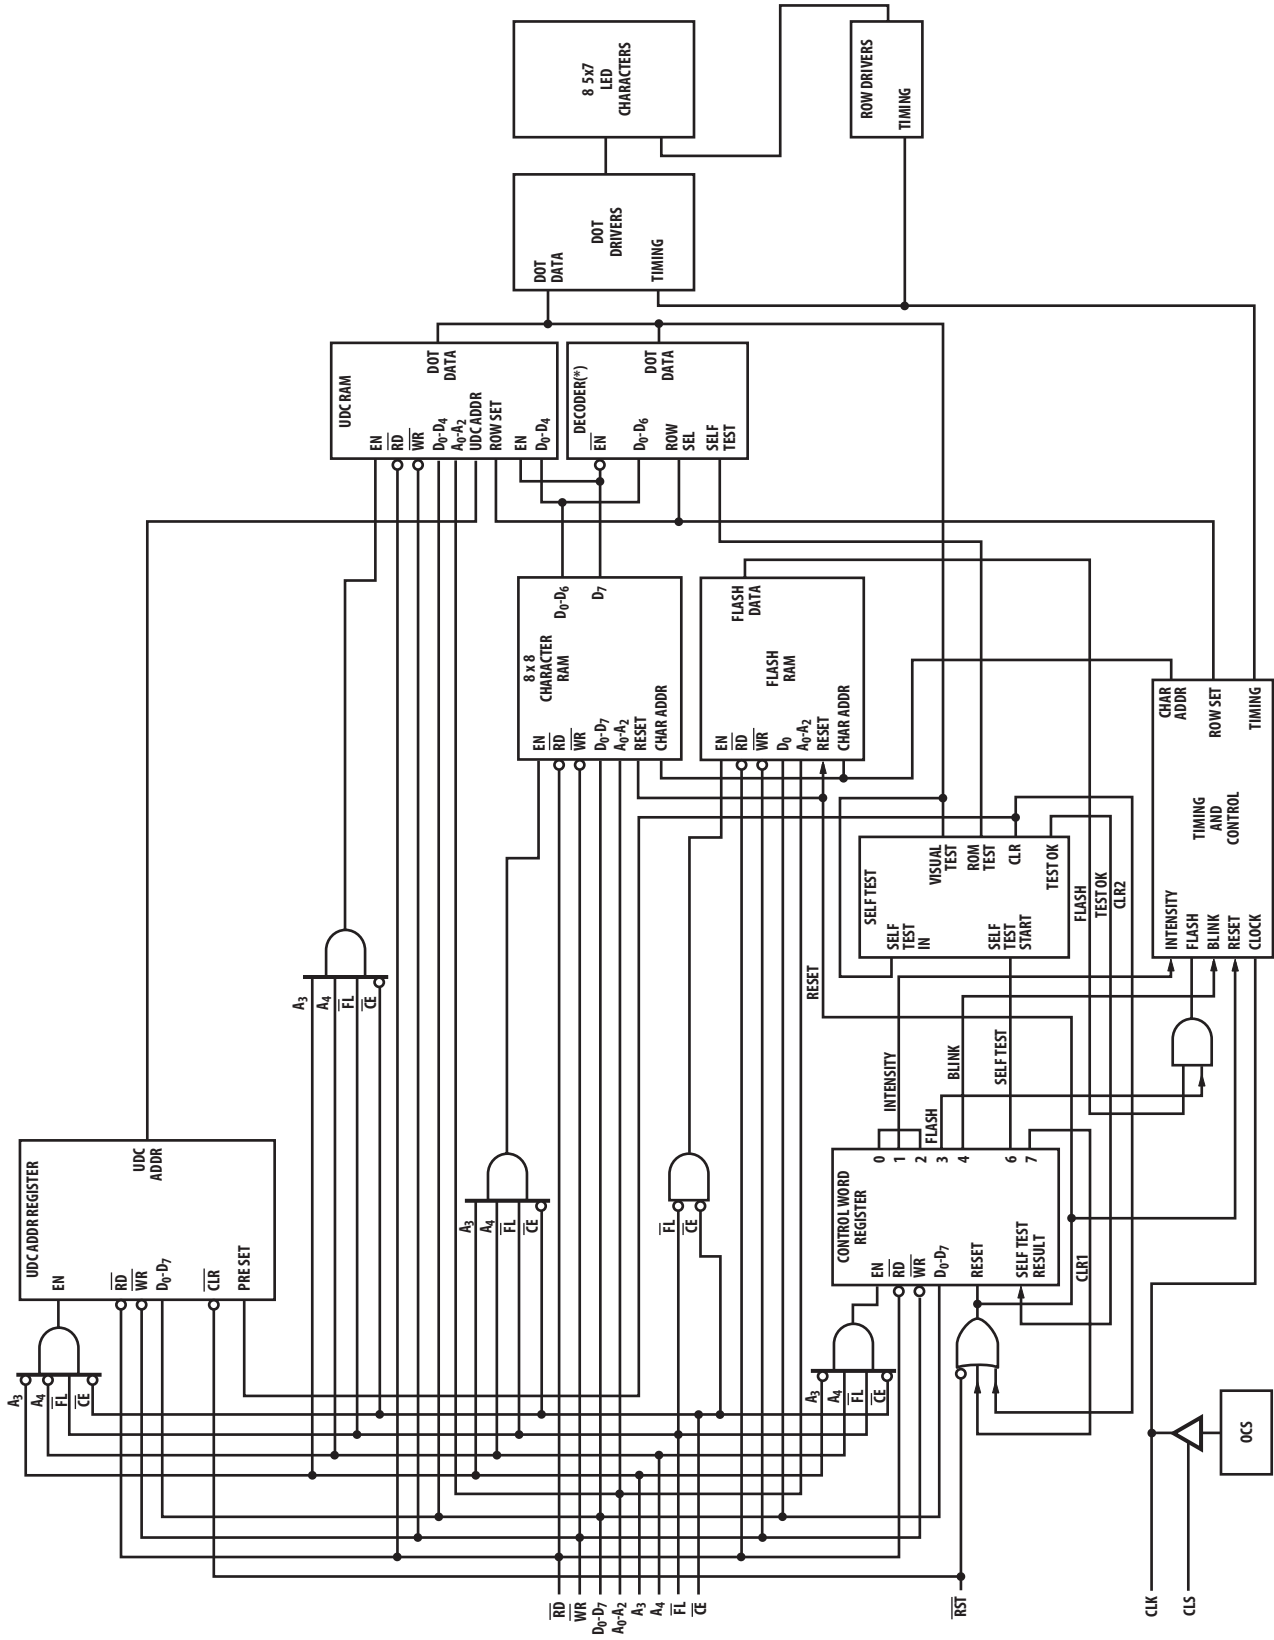 UDC ADDR REGISTER
EN
RD
WR
D0-D7
CLR
PRE SET
UDC
ADDR
A3
A4
FL
CE
A3
A4
FL
CE
UDC RAM
EN
RD
WR
D0-D4
A0-A2
UDC ADDR
ROW SET
EN
D0-D4
DOT
DATA
DOT
DATA
DOT
DRIVERS
TIMING
8 5x7
LED
CHARACTERS
ROW DRIVERS
TIMING
DECODER(*)
EN
D0-D6
ROW
SEL
SELF
TEST
DOT
DATA
A3
A4
FL
CE
8 x 8
CHARACTER
RAM
EN
RD
WR
D0-D7
A0-A2
RESET
CHAR ADDR
D0-D6
D7
FL
CE
FLASH
RAM
EN
RD
WR
D0
A0-A2
RESET
CHAR ADDR
FLASH
DATA
RESET
A3
A4
FL
CE
CONTROL WORD
REGISTER
EN
RD
WR
D0-D7
RESET
SELF TEST
RESULT
0
1
2
3
4
6
7
INTENSITY
FLASH
BLINK
SELF TEST
CLR1
SELF TEST
SELF
TEST
IN
SELF
TEST
START
VISUAL
TEST
ROM
TEST
CLR
TEST OK
FLASH
TEST OK
CLR2
TIMING
AND
CONTROL
INTENSITY
FLASH
BLINK
RESET
CLOCK
CHAR
ADDR
ROW SET
TIMING
OCS
RD
WR
D0-D7
A0-A2
A3
A4
FL
CE
RST
CLK
CLS